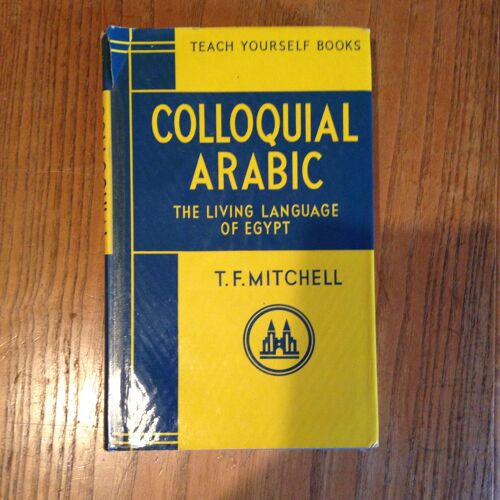 TEACH YOURSELF BOOKS
COLLOQUIAL
ARABIC
THE LIVING LANGUAGE
OF EGYPT
T. F. MITCHELL